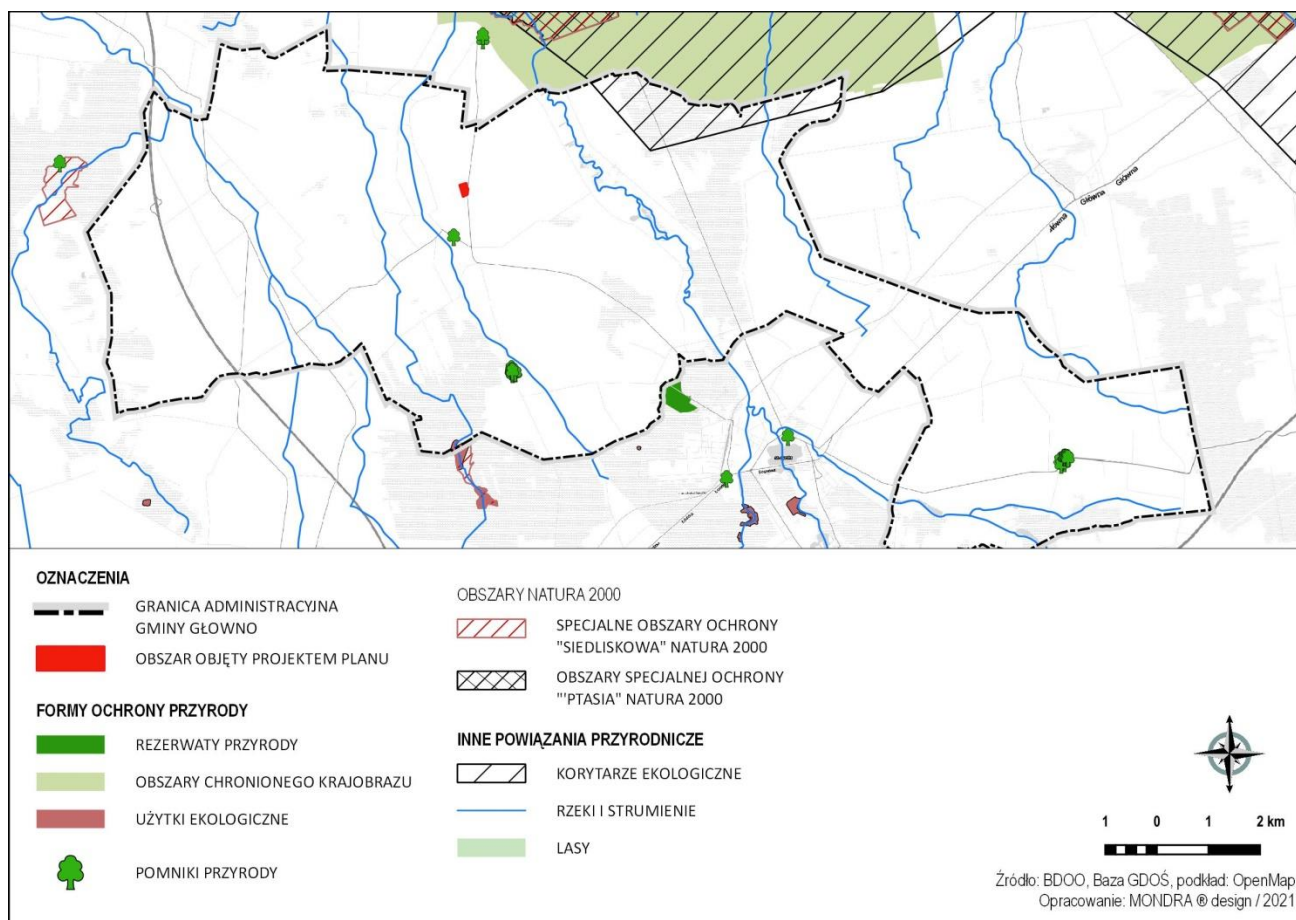 Główna
Główna
Główna
OZNACZENIA
GRANICA ADMINISTRACYJNA
GMINY GŁOWNO
OBSZAR OBJĘTY PROJEKTEM PLANU
FORMY OCHRONY PRZYRODY
REZERWATY PRZYRODY
OBSZARY CHRONIONEGO KRAJOBRAZU
UŻYTKI EKOLOGICZNE
POMNIKI PRZYRODY
OBSZARY NATURA 2000
SPECJALNE OBSZARY OCHRONY
"SIEDLISKOWA" NATURA 2000
OBSZARY SPECJALNEJ OCHRONY
"'PTASIA" NATURA 2000
INNE POWIĄZANIA PRZYRODNICZE
KORYTARZE EKOLOGICZNE
RZEKI I STRUMIENIE
LASY
1 0 1 2 km
Źródło: BDOO, Baza GDOŚ, podkład: OpenMap
Opracowanie: MONDRA ® design / 2021